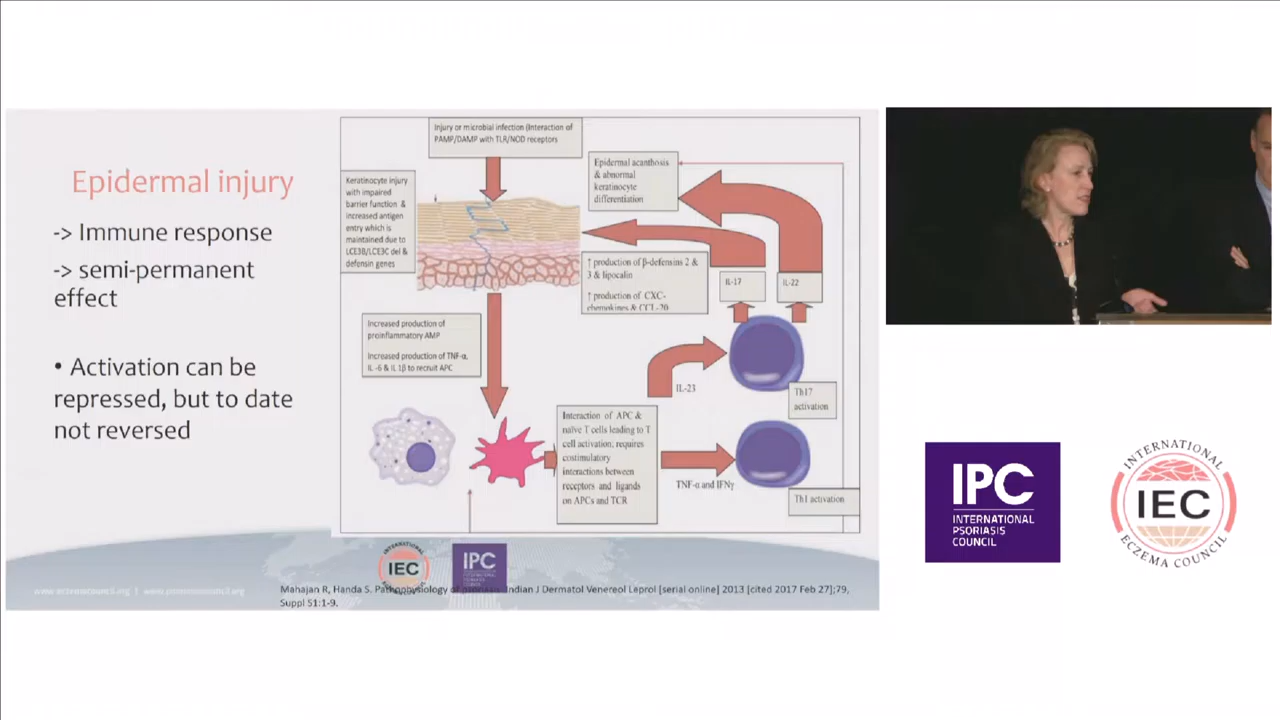 Epidermal injury
-> Immune response
-> semi-permanent
effect
• Activation can be
repressed, but to date
not reversed
Injury or microbial infection (Interaction of
PAMP/DAMP with TLR/NOD receptors
Keratinocyte injury
with impaired
barrier function &
increased antigen
entry which is
maintained due to
LCE3B/LCE3C del &
defensin genes
Epidermal acanthosis
& abnormal
keratinocyte
differentiation
↑ production of β-defensins 2 &
3 & lipocalin
↑ production of CXC-
chemokines & CCL-20
IL-17
IL-22
Increased production of
proinflammatory AMP
Increased production of TNF-α,
IL -6 & IL 1β to recruit APC
IL-23
Th17
activation
Interaction of APC &
naïve T cells leading to T
cell activation; requires
costimulatory
interactions between
receptors and ligands
on APCs and TCR
TNF-α and IFNγ
Th1 activation
INTERNATIONAL
IEC
IPC
Mahajan R, Handa S. Pathophysiology of psoriasis. Indian J Dermatol Venereol Leprol [serial online] 2013 [cited 2017 Feb 27];79,
Suppl S1:1-9.
IPC
INTERNATIONAL
PSORIASIS
COUNCIL
INTERNATIONAL
IEC
ECZEMA COUNCIL